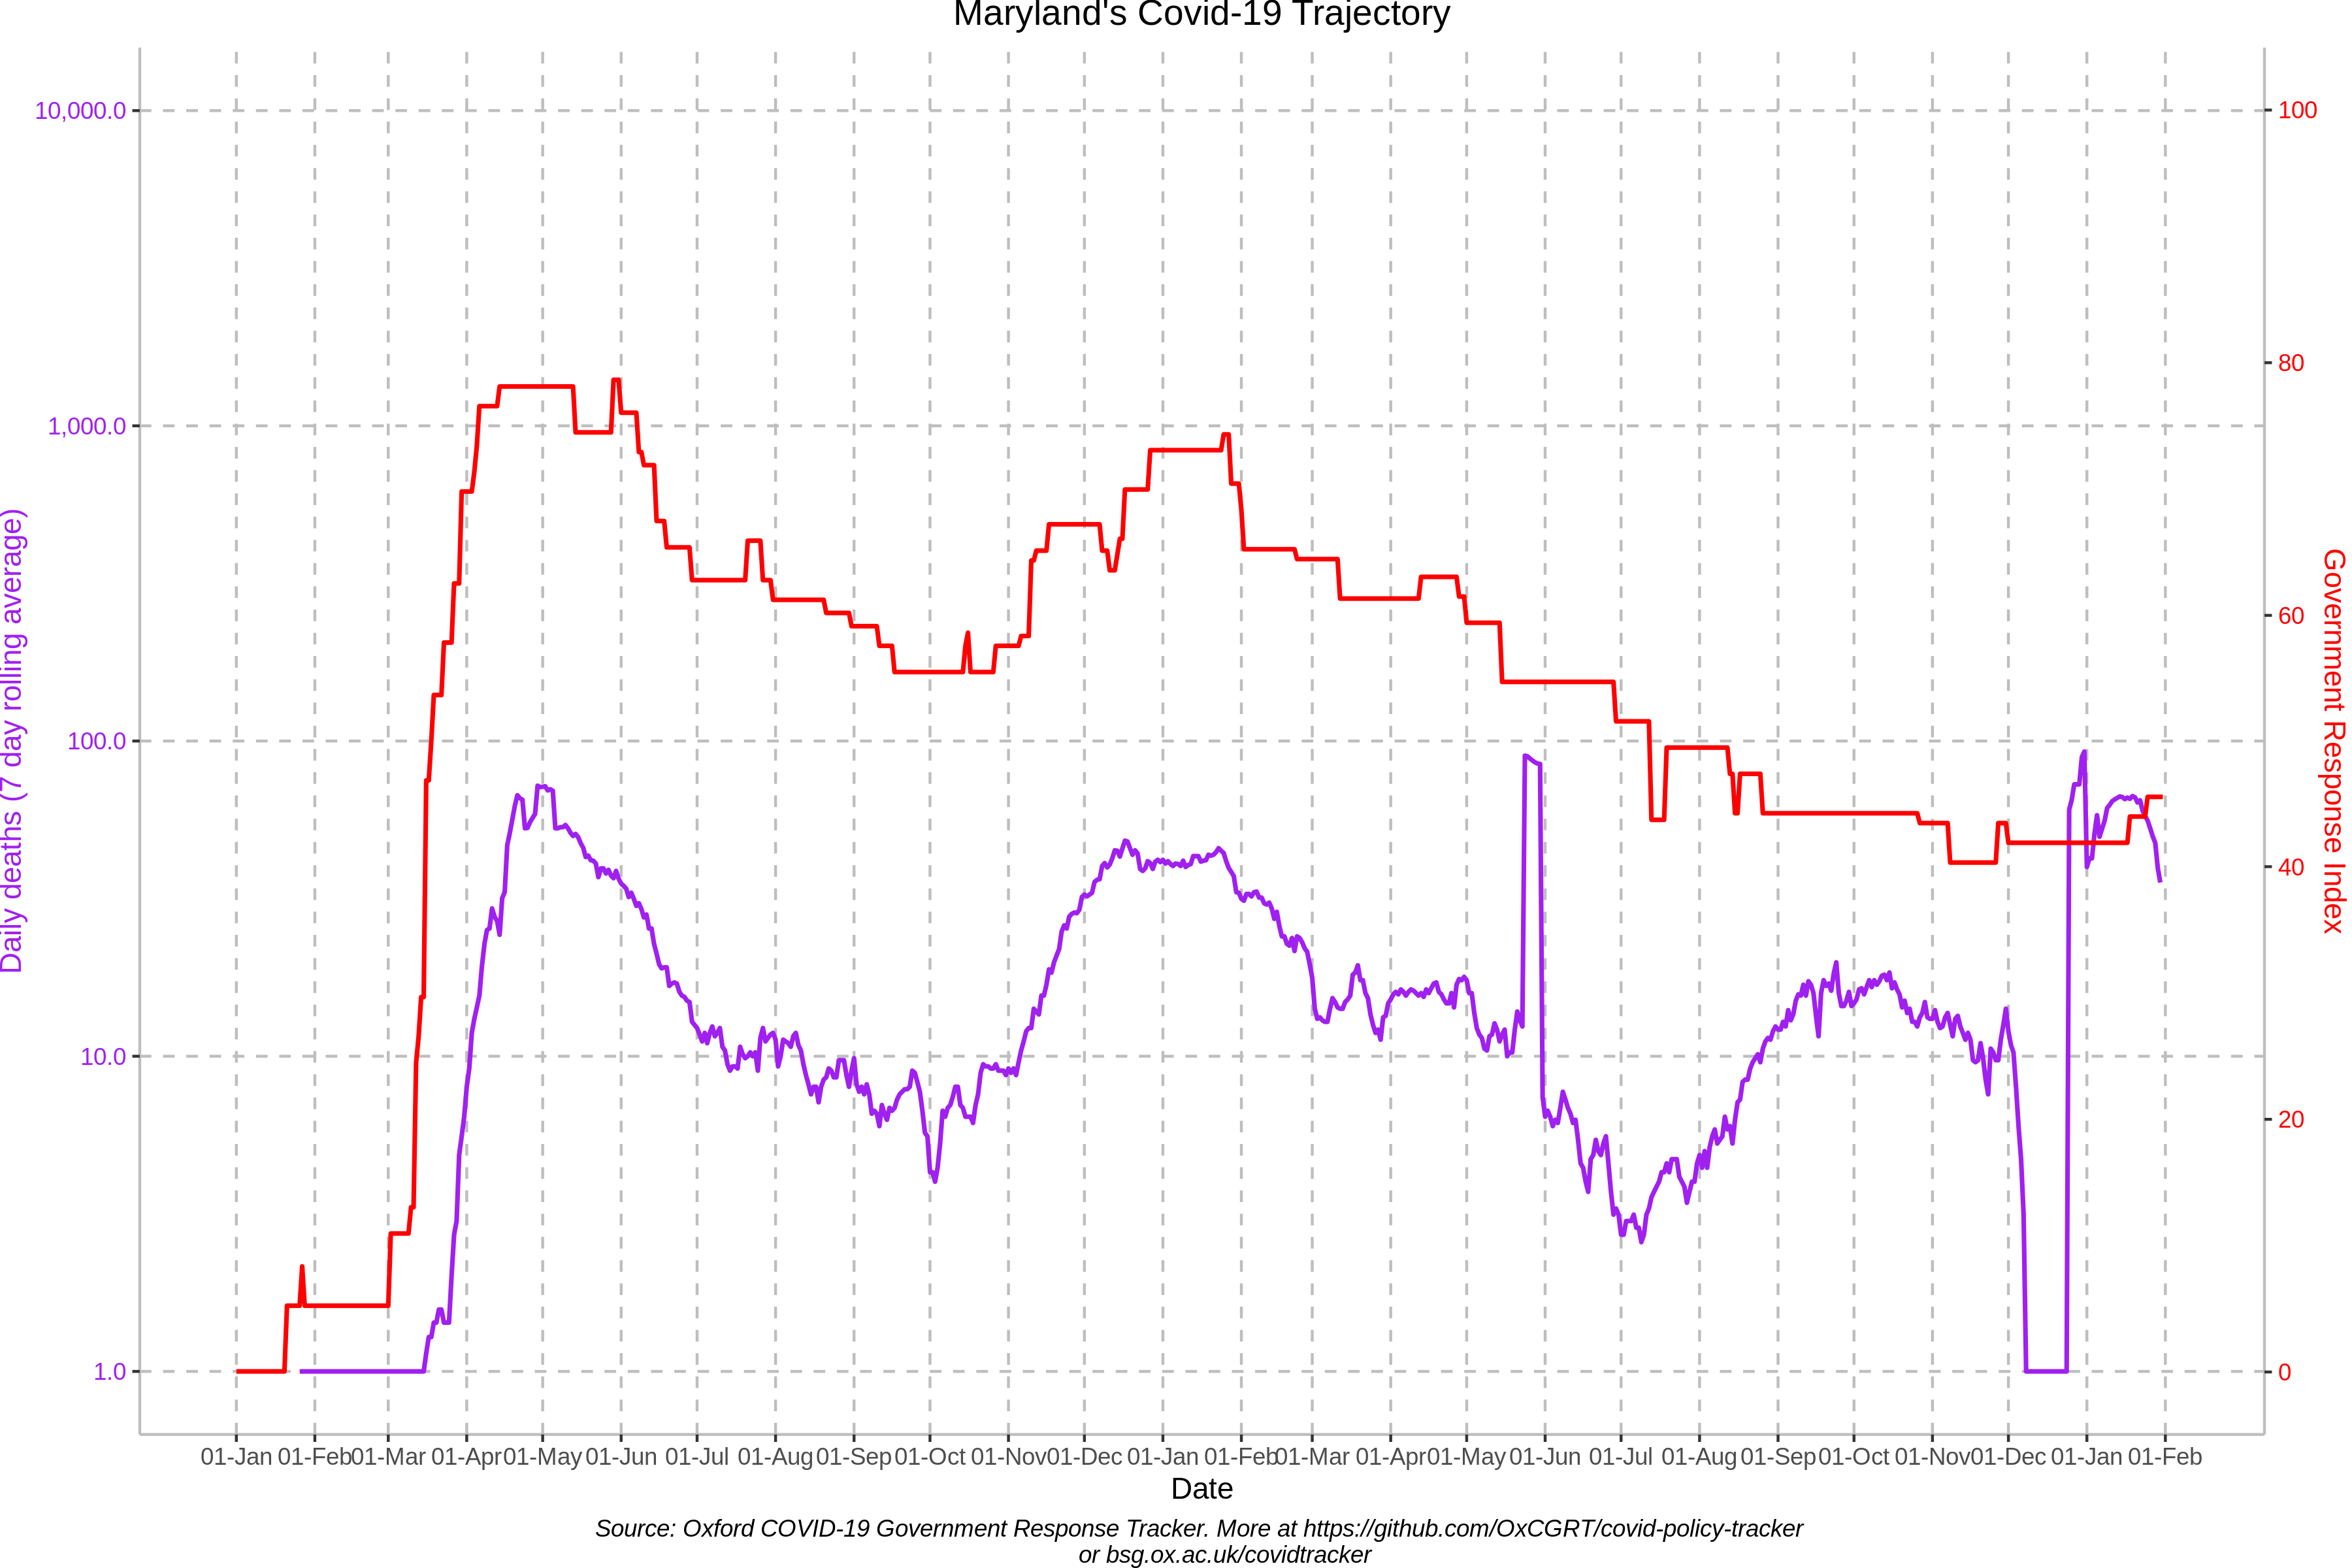 Maryland's Covid-19 Trajectory
10,000.0
1,000.0
100.0
10.0
1.0
Daily deaths (7 day rolling average)
100
80
60
40
20
0
Government Response Index
01-Jan 01-Feb 01-Mar 01-Apr 01-May 01-Jun 01-Jul 01-Aug 01-Sep 01-Oct 01-Nov 01-Dec 01-Jan 01-Feb 01-Mar 01-Apr 01-May 01-Jun 01-Jul 01-Aug 01-Sep 01-Oct 01-Nov 01-Dec 01-Jan 01-Feb
Date
Source: Oxford COVID-19 Government Response Tracker. More at https://github.com/OxCGRT/covid-policy-tracker
or bsg.ox.ac.uk/covidtracker